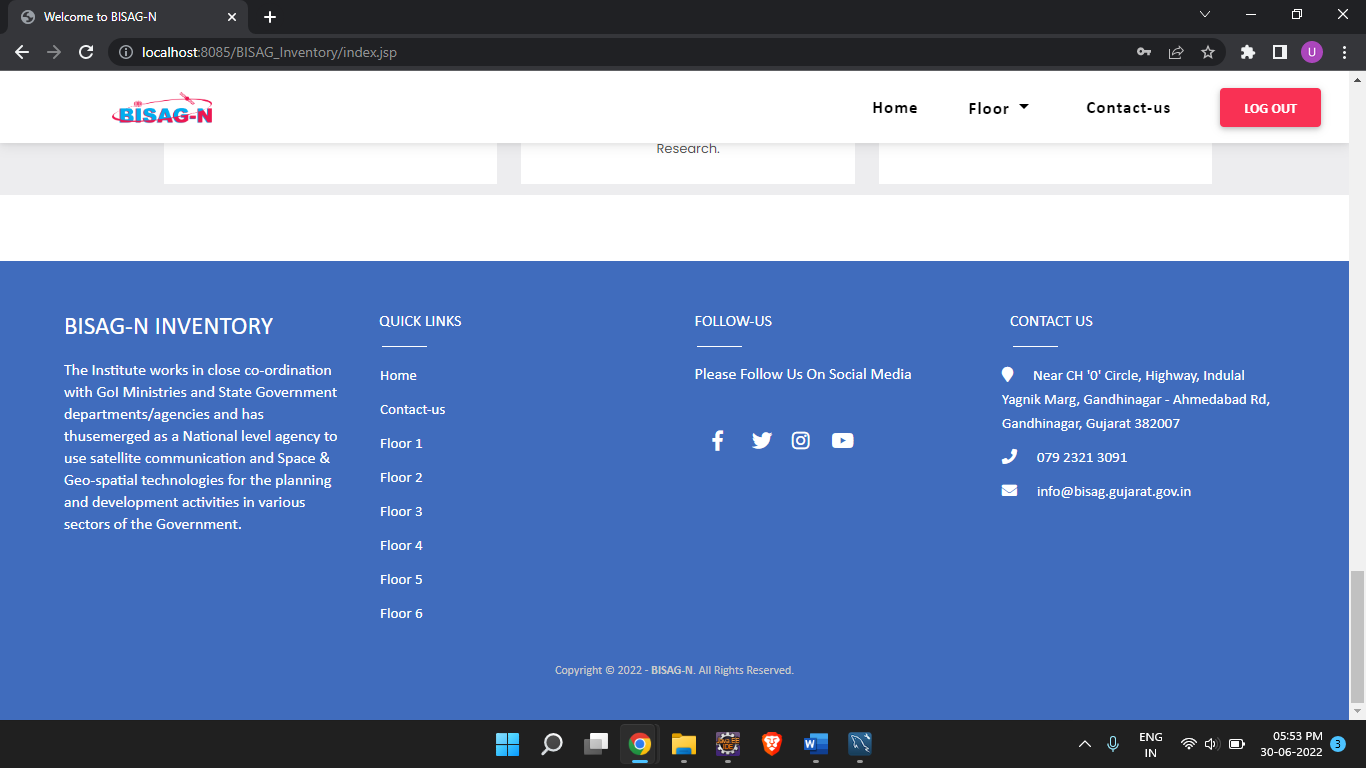 Welcome to BISAG-N
localhost:8085/BISAG_Inventory/index.jsp
U
BISAG-N
Home
Floor
Contact-us
LOG OUT
Research.
BISAG-N INVENTORY
The Institute works in close co-ordination
with GoI Ministries and State Government
departments/agencies and has
thusemerged as a National level agency to
use satellite communication and Space &
Geo-spatial technologies for the planning
and development activities in various
sectors of the Government.
QUICK LINKS
Home
Contact-us
Floor 1
Floor 2
Floor 3
Floor 4
Floor 5
Floor 6
FOLLOW-US
Please Follow Us On Social Media
CONTACT US
Near CH '0' Circle, Highway, Indulal
Yagnik Marg, Gandhinagar - Ahmedabad Rd,
Gandhinagar, Gujarat 382007
079 2321 3091
info@bisag.gujarat.gov.in
Copyright © 2022 - BISAG-N. All Rights Reserved.
W
ENG
IN
05:53 PM
30-06-2022
3